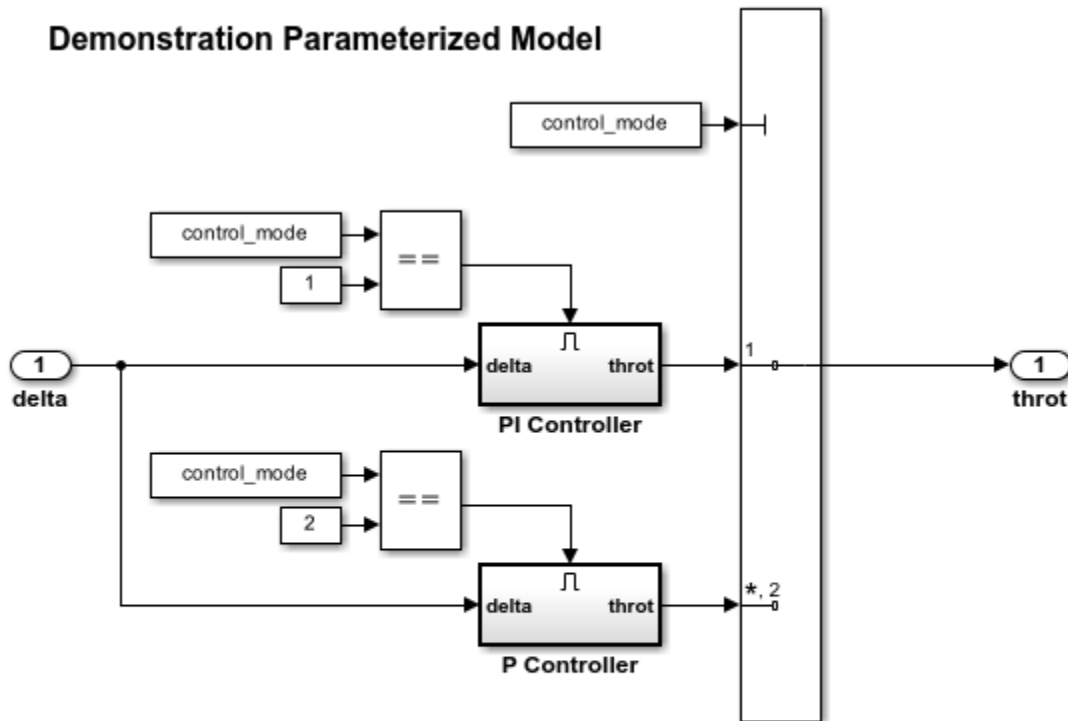 Demonstration Parameterized Model
control_mode
control_mode
==
1
1
delta
delta throt
PI Controller
1
1
throt
control_mode
==
2
delta throt
P Controller
*, 2